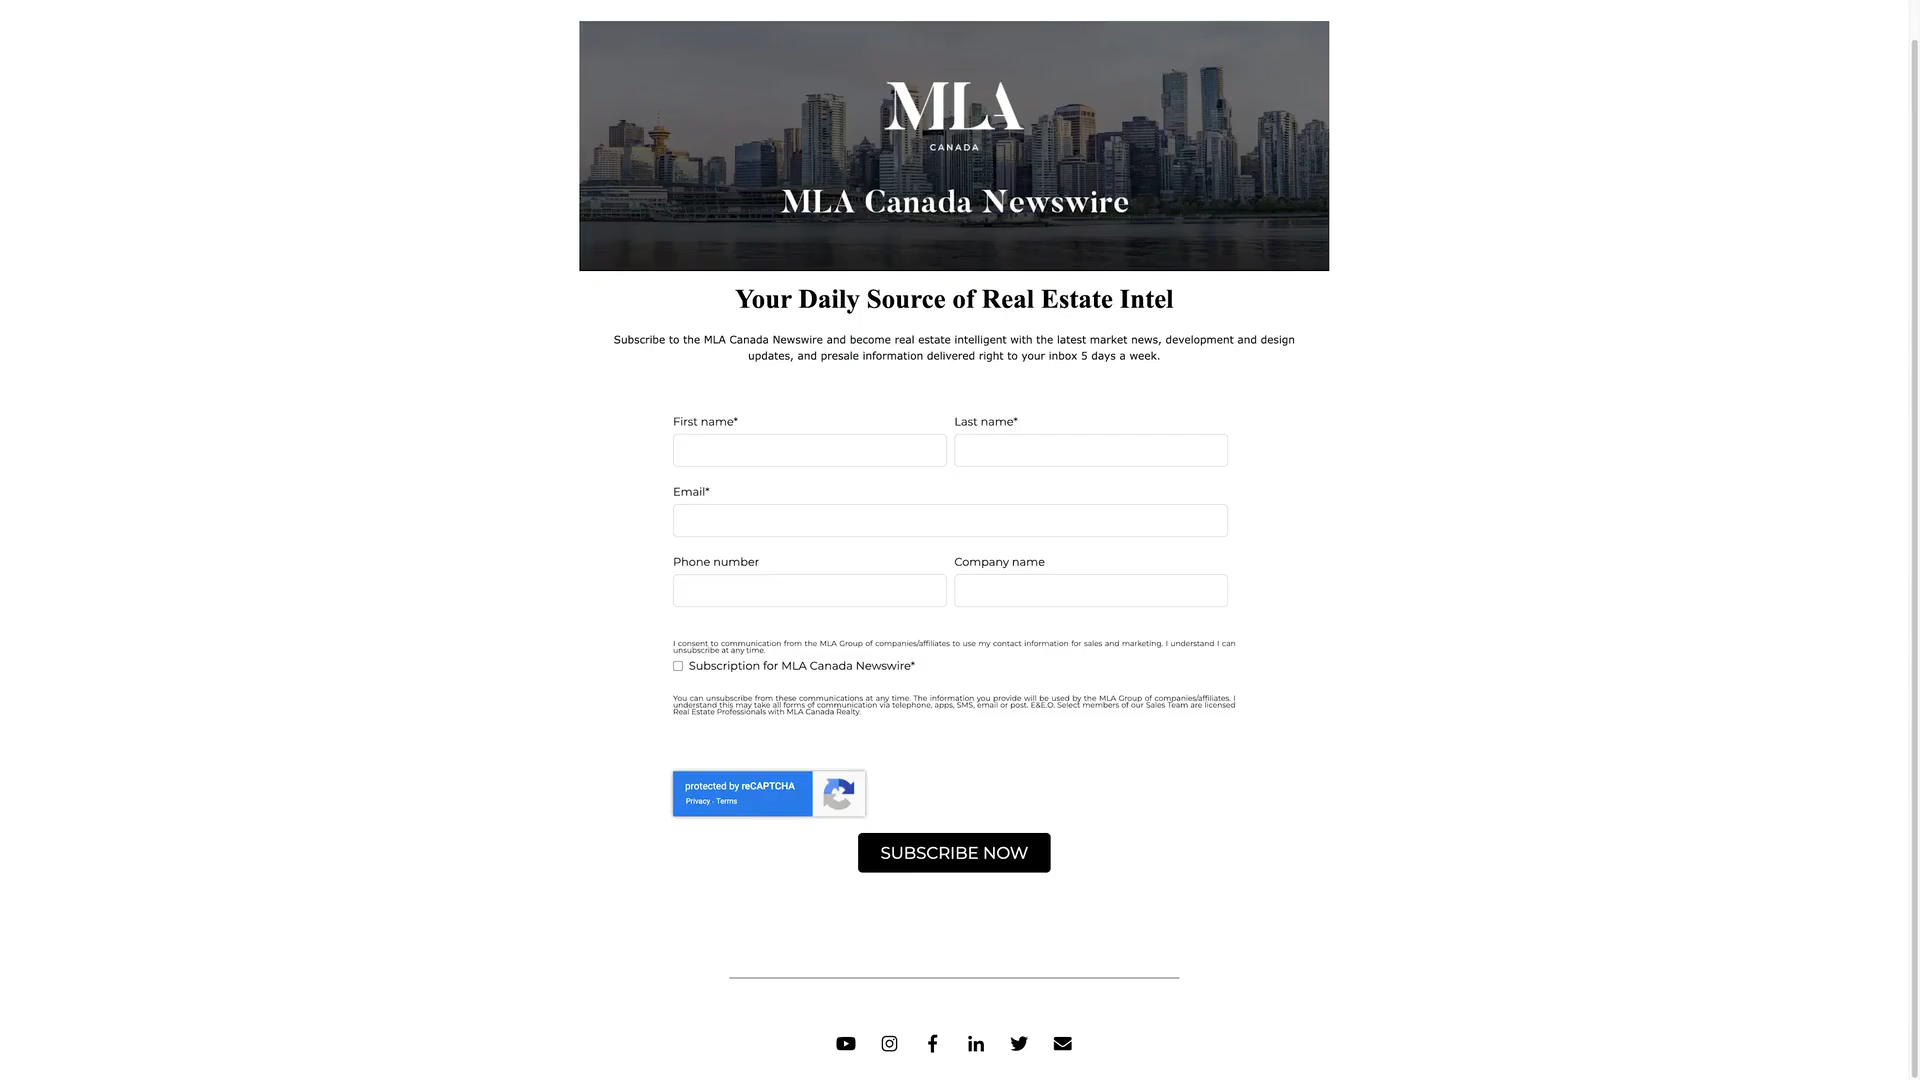 MLA
CANADA
MLA Canada Newswire
Your Daily Source of Real Estate Intel
Subscribe to the MLA Canada Newswire and become real estate intelligent with the latest market news, development and design
updates, and presale information delivered right to your inbox 5 days a week.
First name*
Last name*
Email*
Phone number
Company name
I consent to communication from the MLA Group of companies/affiliates to use my contact information for sales and marketing. I understand I can
unsubscribe at any time.
Subscription for MLA Canada Newswire*
You can unsubscribe from these communications at any time. The information you provide will be used by the MLA Group of companies/affiliates. I
understand this may take all forms of communication via telephone, apps, SMS, email or post. E&E.O. Select members of our Sales Team are licensed
Real Estate Professionals with MLA Canada Realty.
protected by reCAPTCHA
Privacy - Terms
SUBSCRIBE NOW